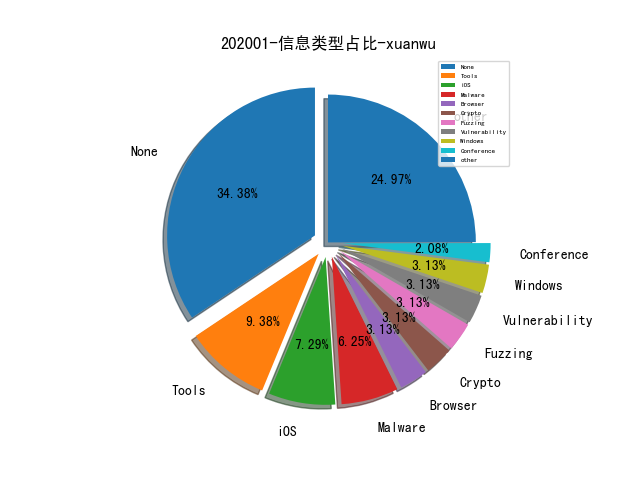 202001-信息类型占比-xuanwu
None
Tools
iOS
Malware
Browser
Crypto
Fuzzing
Vulnerability
Windows
Conference
other
other
24.97%
None
34.38%
2.08%
Conference
3.13%
Windows
3.13%
Vulnerability
3.13%
Fuzzing
3.13%
Crypto
3.13%
Browser
6.25%
Malware
7.29%
iOS
9.38%
Tools